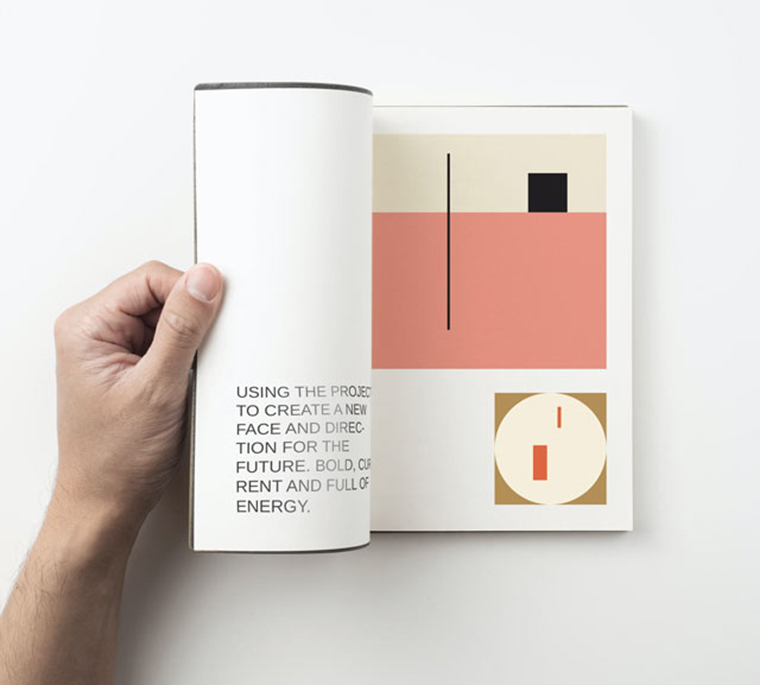 USING THE PROJECT
TO CREATE A NEW
FACE AND DIREC-
TION FOR THE
FUTURE. BOLD, CUR
RENT AND FULL OF
ENERGY.